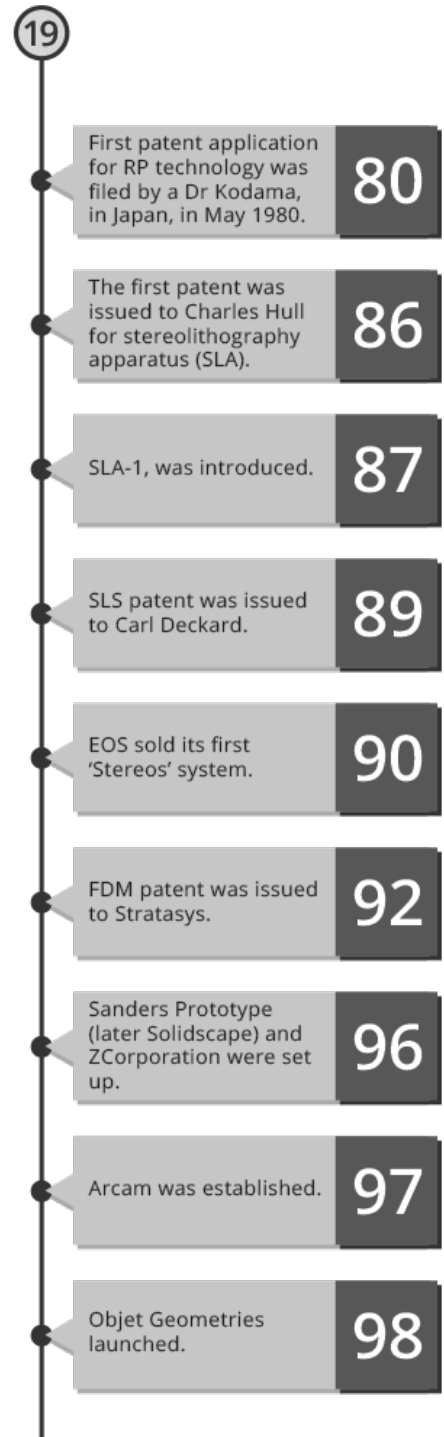 19
First patent application
for RP technology was
filed by a Dr Kodama,
in Japan, in May 1980.
80
The first patent was
issued to Charles Hull
for stereolithography
apparatus (SLA).
86
SLA-1, was introduced.
87
SLS patent was issued
to Carl Deckard.
89
EOS sold its first
‘Stereos’ system.
90
FDM patent was issued
to Stratasys.
92
Sanders Prototype
(later Solidscape) and
ZCorporation were set
up.
96
Arcam was established.
97
Objet Geometries
launched.
98